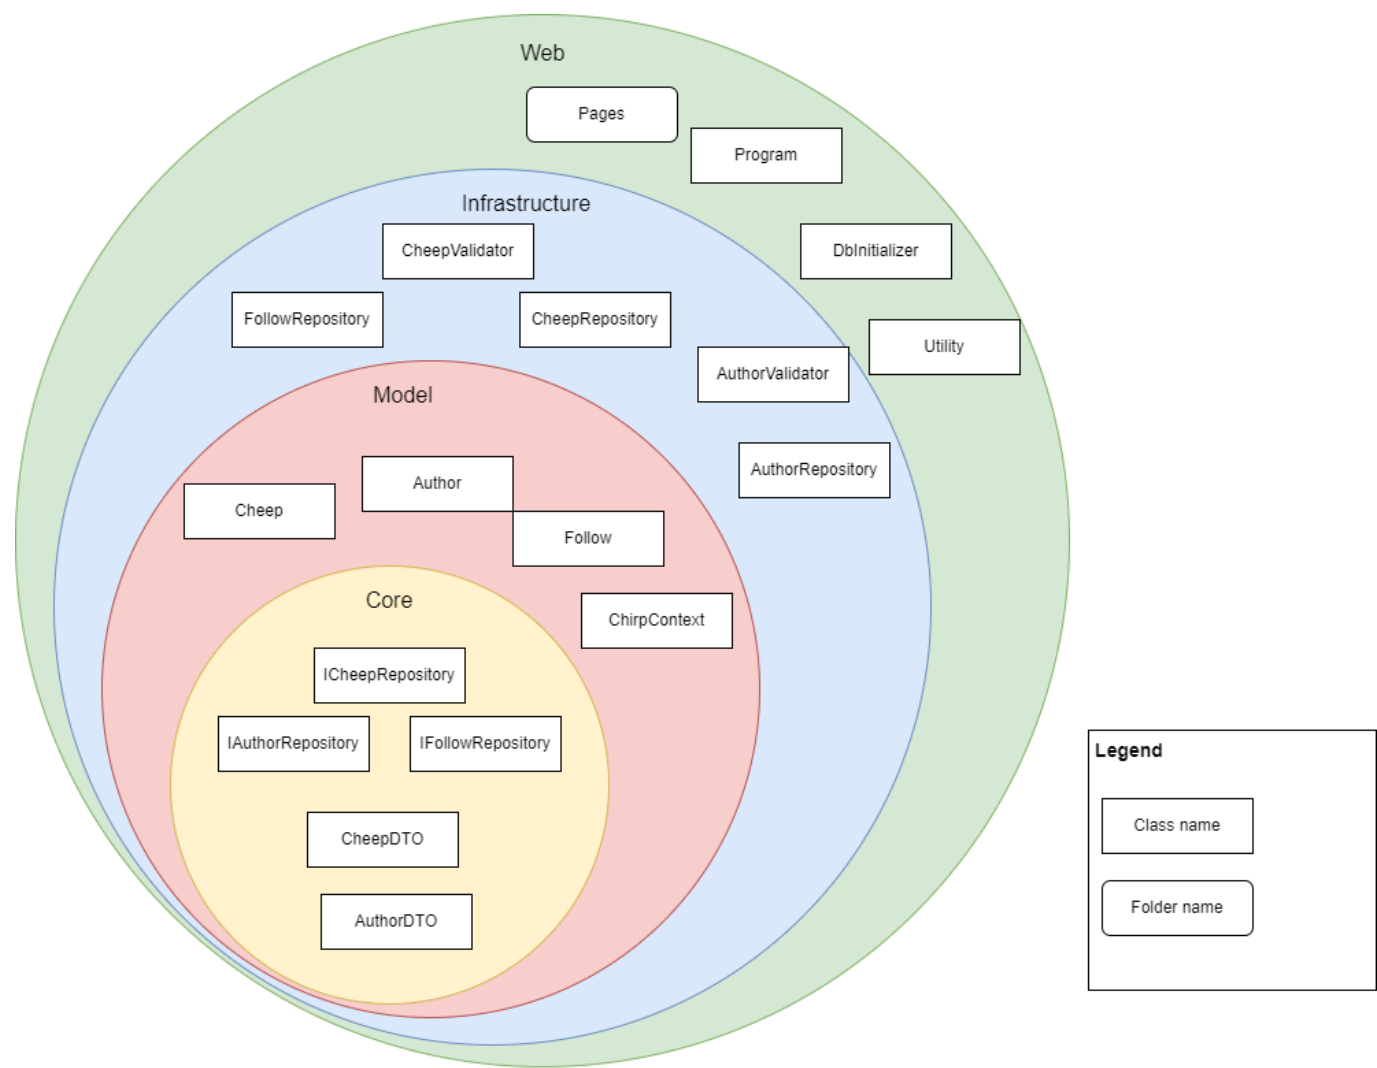 Web
Pages
Program
Infrastructure
CheepValidator
DbInitializer
FollowRepository
CheepRepository
Utility
AuthorValidator
Model
AuthorRepository
Author
Cheep
Follow
Core
ChirpContext
ICheepRepository
IAuthorRepository
IFollowRepository
CheepDTO
AuthorDTO
Legend
Class name
Folder name